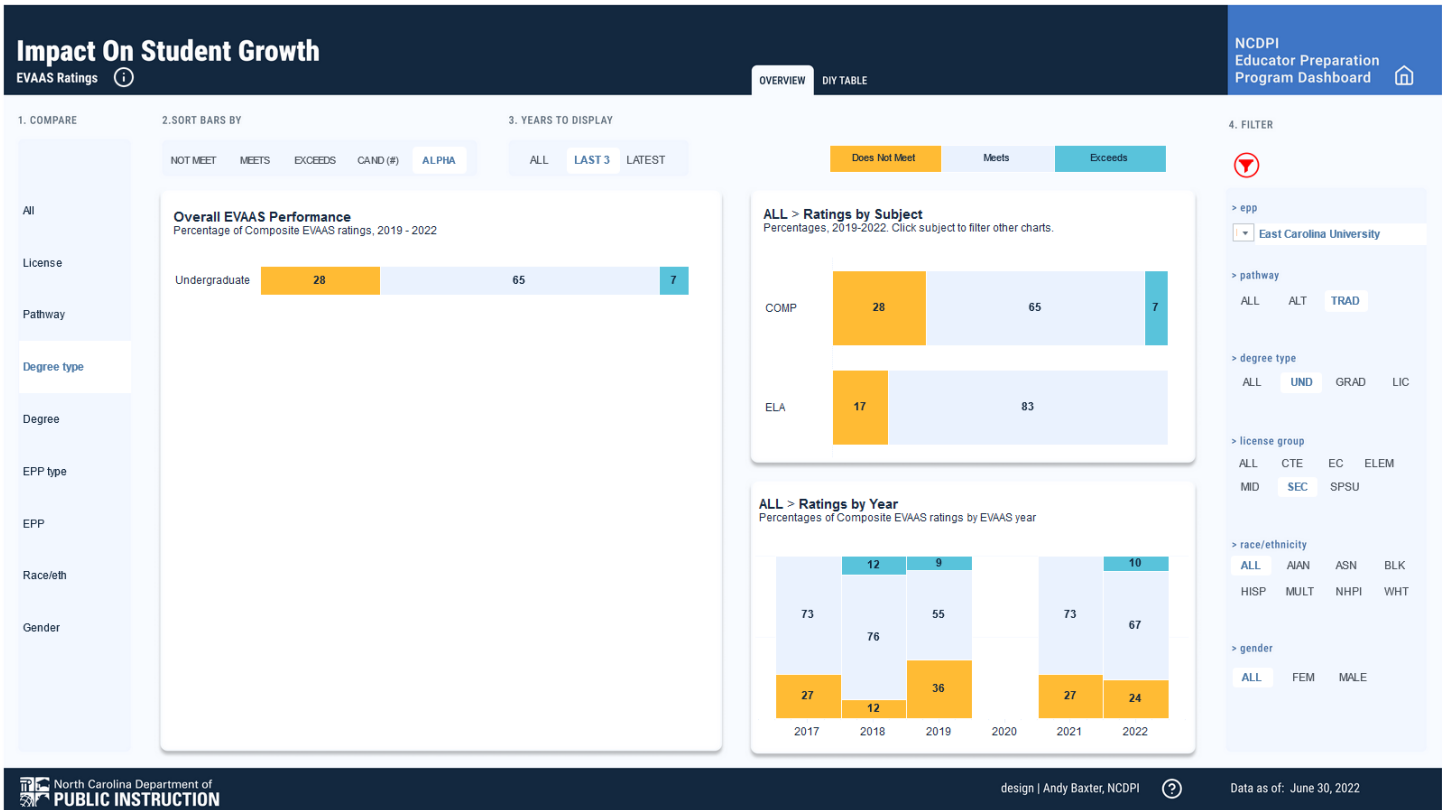 Impact On Student Growth
EVAAS Ratings i
OVERVIEW DIY TABLE
NCDPI
Educator Preparation
Program Dashboard
1. COMPARE
2.SORT BARS BY
3. YEARS TO DISPLAY
4. FILTER
NOT MEET MEETS EXCEEDS CAND (#) ALPHA
ALL LAST 3 LATEST
Does Not Meet Meets Exceeds
All
License
Pathway
Degree type
Degree
EPP type
EPP
Race/eth
Gender
Overall EVAAS Performance
Percentage of Composite EVAAS ratings, 2019 - 2022
Undergraduate 28 65 7
ALL > Ratings by Subject
Percentages, 2019-2022. Click subject to filter other charts.
COMP 28 65 7
ELA 17 83
ALL > Ratings by Year
Percentages of Composite EVAAS ratings by EVAAS year
12 9 10
73 76 55 73 67
27 12 36 27 24
2017 2018 2019 2020 2021 2022
> epp
East Carolina University
> pathway
ALL ALT TRAD
> degree type
ALL UND GRAD LIC
> license group
ALL CTE EC ELEM
MID SEC SPSU
> race/ethnicity
ALL AIAN ASN BLK
HISP MULT NHPI WHT
> gender
ALL FEM MALE
North Carolina Department of
PUBLIC INSTRUCTION
design | Andy Baxter, NCDPI ?
Data as of: June 30, 2022